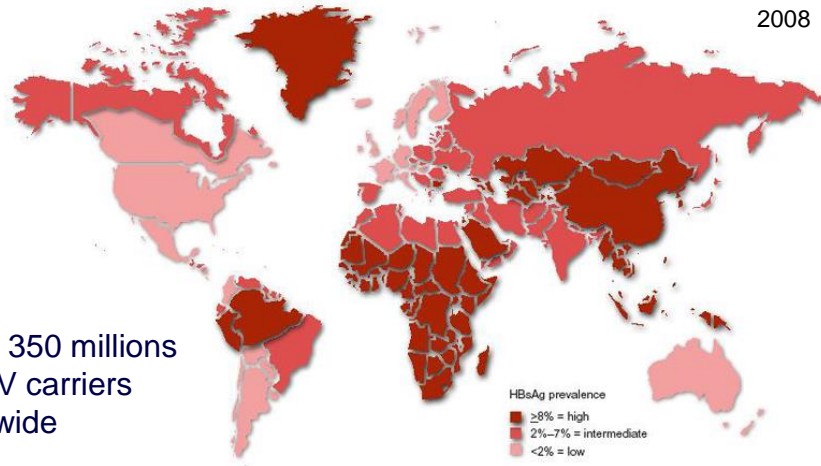 2008
350 millions
V carriers
wide
HBsAg prevalence
≥8% = high
2%–7% = intermediate
<2% = low